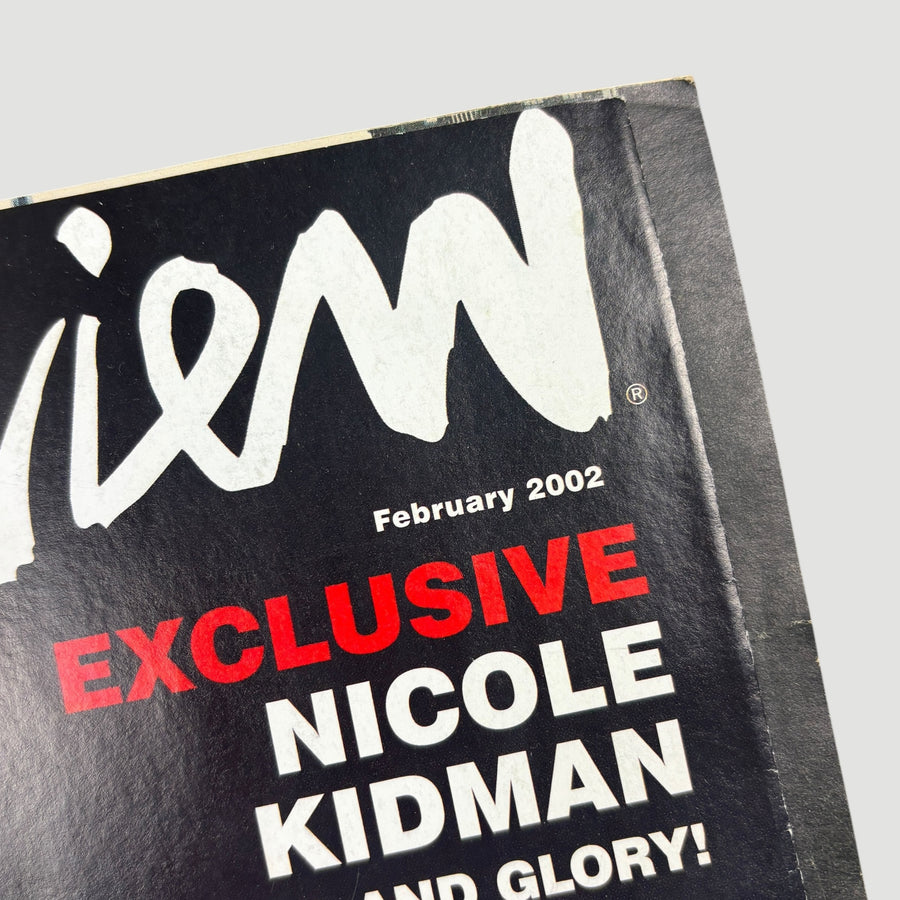 view
®
February 2002
EXCLUSIVE
NICOLE
KIDMAN
AND GLORY!